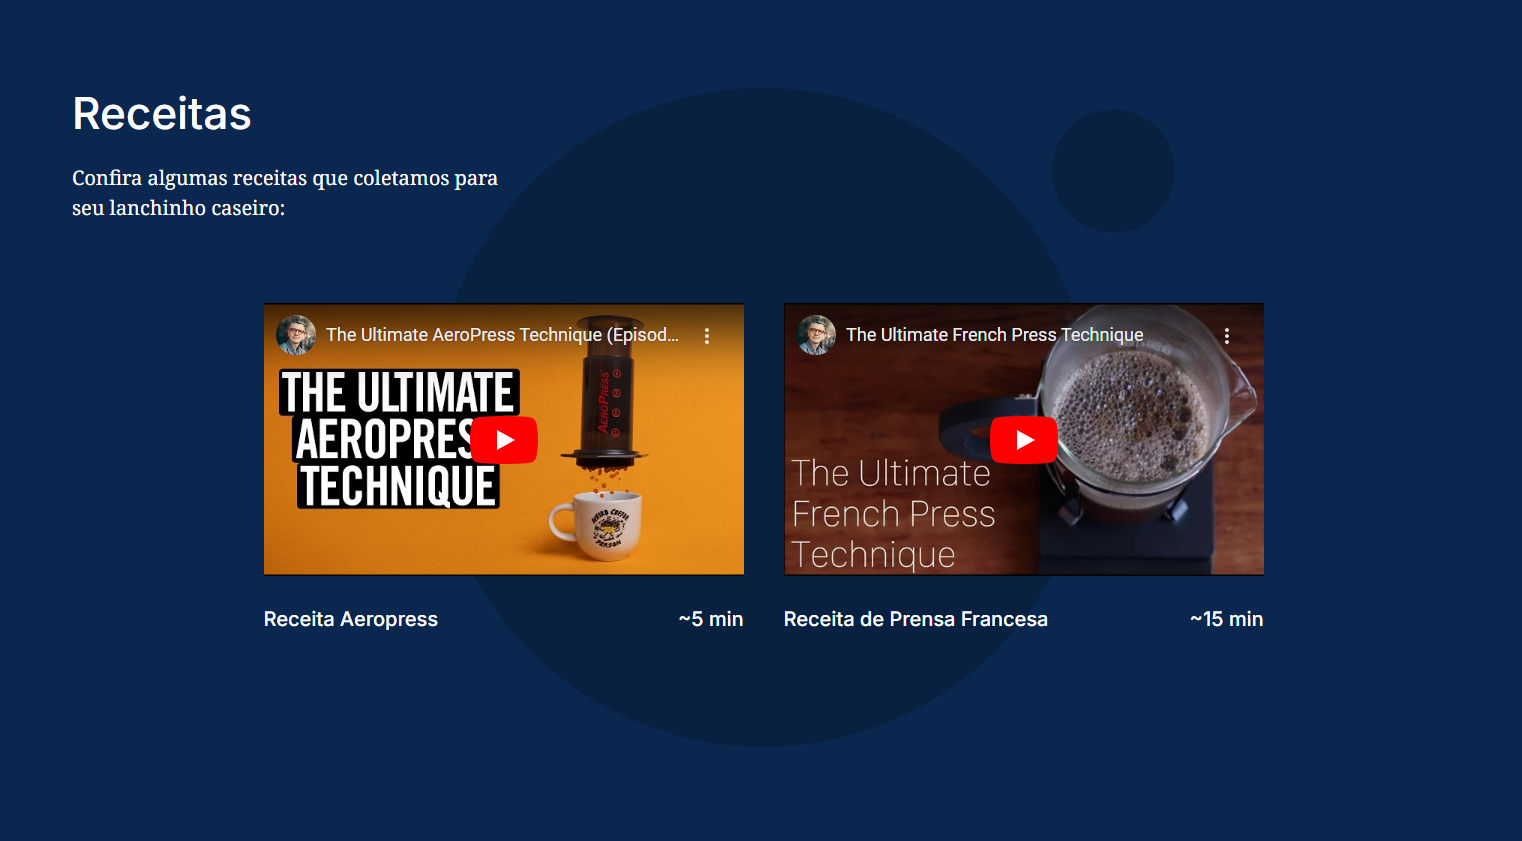 Receitas
Confira algumas receitas que coletamos para
seu lanchinho caseiro:
The Ultimate AeroPress Technique (Episod...
THE ULTIMATE
AEROPRES
TECHNIQUE
AEROPRESS
WEIRD COFFEE
PERSON
Receita Aeropress
~5 min
The Ultimate French Press Technique
The Ultimate
French Press
Technique
Receita de Prensa Francesa
~15 min